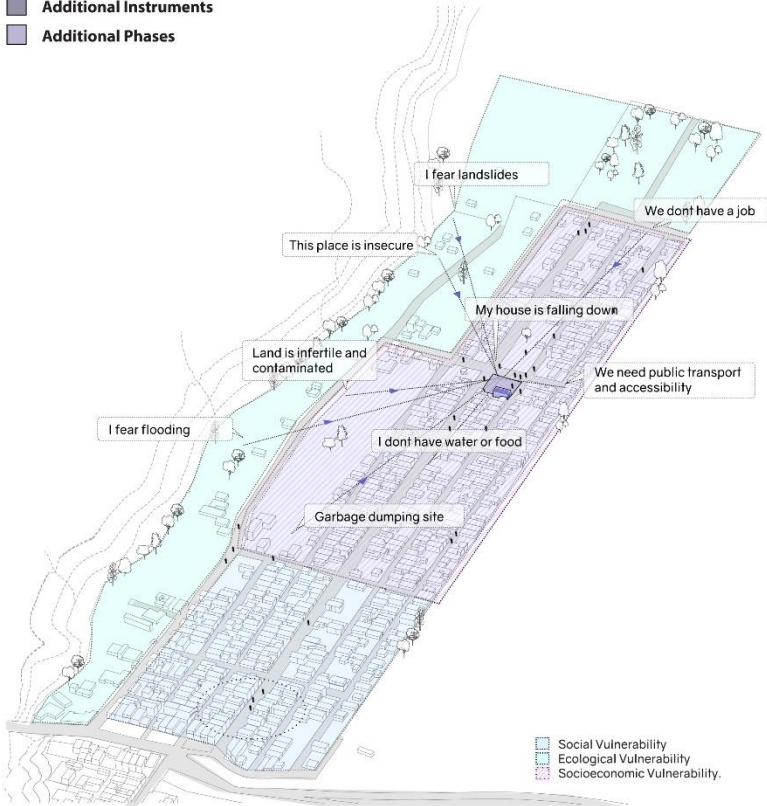 Additional Instruments
Additional Phases
I fear landslides
We dont have a job
This place is insecure
My house is falling down
Land is infertile and
contaminated
We need public transport
and accessibility
I fear flooding
I dont have water or food
Garbage dumping site
Social Vulnerability
Ecological Vulnerability
Socioeconomic Vulnerability.